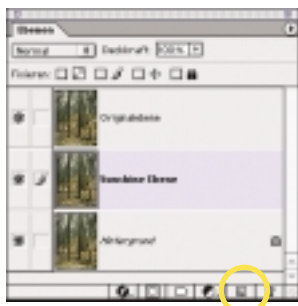 Ebenen
Normal Deckkraft: 100%
Fixieren:
Originalebene
Sunshine Ebene
Hintergrund